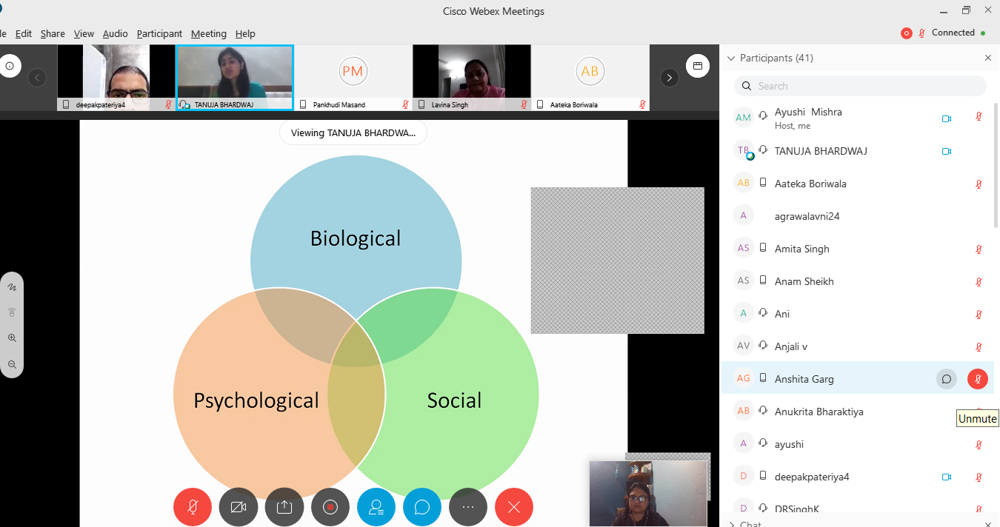 Cisco Webex Meetings
le Edit Share View Audio Participant Meeting Help
Connected
deepakpateriya4
TANUJA BHARDWAJ
PM
Pankhudi Masand
Lavina Singh
AB
Aateka Boriwala
Viewing TANUJA BHARDWA...
Biological
Psychological
Social
Participants (41)
Search
AM Ayushi Mishra
Host, me
TB TANUJA BHARDWAJ
AB Aateka Boriwala
A agrawalavni24
AS Amita Singh
AS Anam Sheikh
A Ani
AV Anjali v
AG Anshita Garg
AB Anukrita Bharaktiya
Unmute
A ayushi
D deepakpateriya4
D DRSinghK
Chat